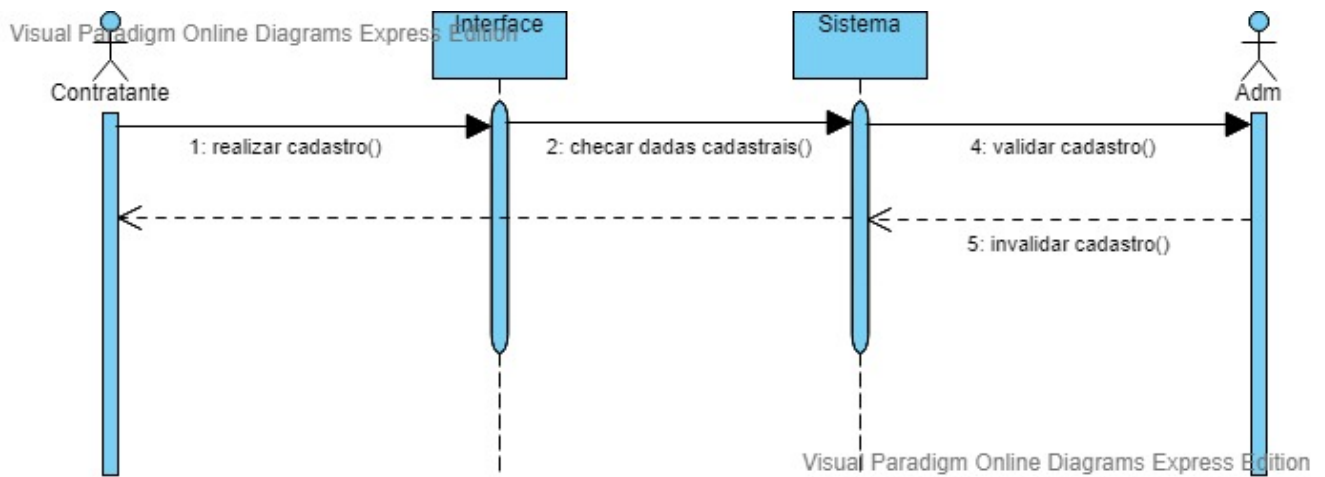 Visual Paradigm Online Diagrams Express Edition
Interface
Sistema
Contratante
Adm
1: realizar cadastro()
2: checar dadas cadastrais()
4: validar cadastro()
5: invalidar cadastro()
Visual Paradigm Online Diagrams Express Edition